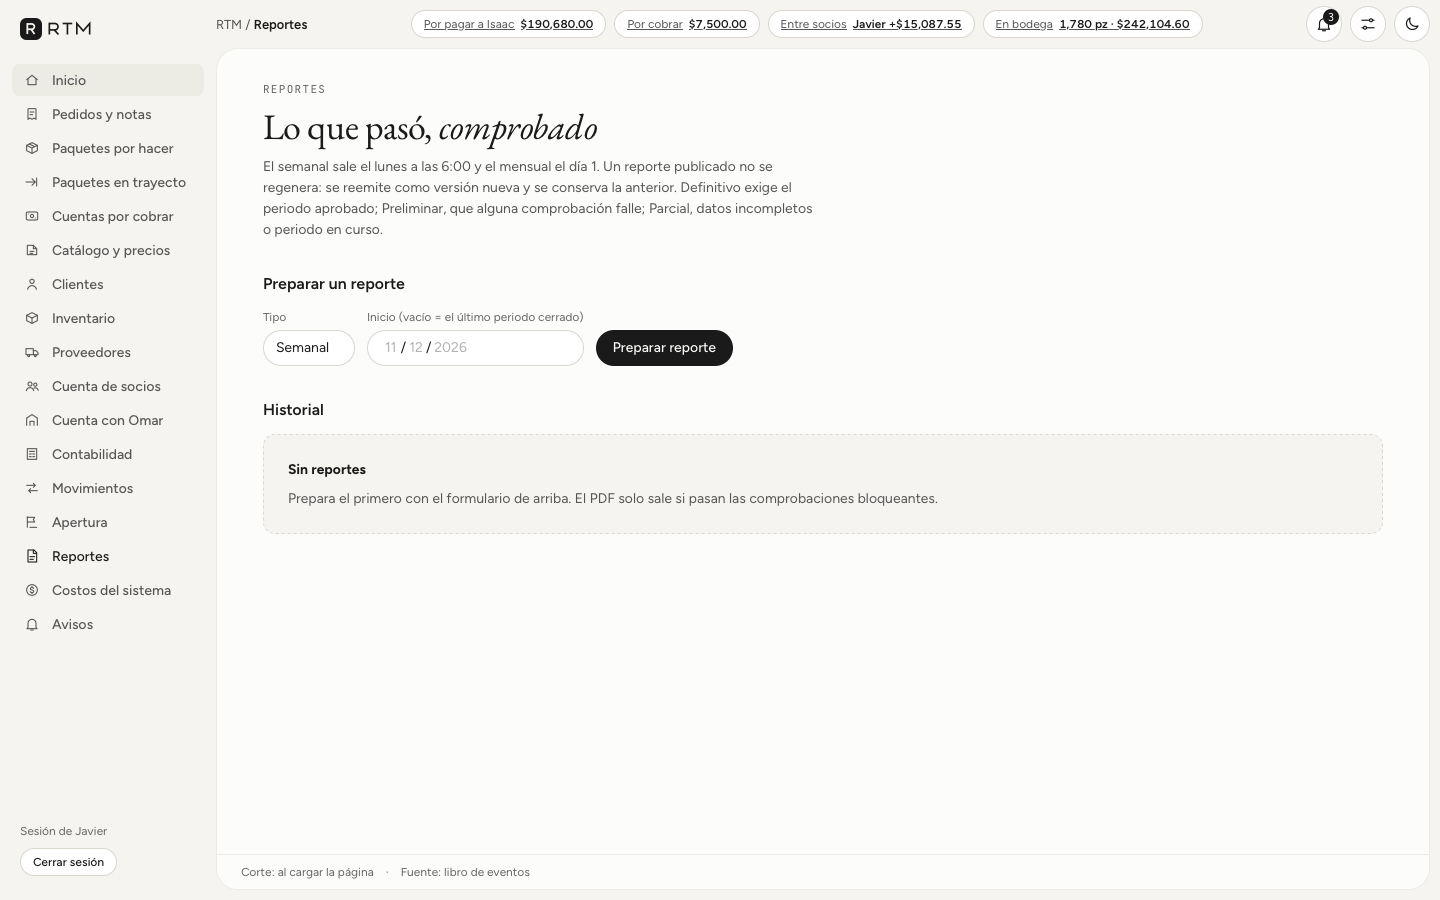 R RTM
RTM / Reportes
Por pagar a Isaac $190,680.00
Por cobrar $7,500.00
Entre socios Javier +$15,087.55
En bodega 1,780 pz · $242,104.60
3
Inicio
Pedidos y notas
Paquetes por hacer
Paquetes en trayecto
Cuentas por cobrar
Catálogo y precios
Clientes
Inventario
Proveedores
Cuenta de socios
Cuenta con Omar
Contabilidad
Movimientos
Apertura
Reportes
Costos del sistema
Avisos
Sesión de Javier
Cerrar sesión
REPORTES
Lo que pasó, comprobado
El semanal sale el lunes a las 6:00 y el mensual el día 1. Un reporte publicado no se
regenera: se reemite como versión nueva y se conserva la anterior. Definitivo exige el
periodo aprobado; Preliminar, que alguna comprobación falle; Parcial, datos incompletos
o periodo en curso.
Preparar un reporte
Tipo
Inicio (vacío = el último periodo cerrado)
Semanal
11 / 12 / 2026
Preparar reporte
Historial
Sin reportes
Prepara el primero con el formulario de arriba. El PDF solo sale si pasan las comprobaciones bloqueantes.
Corte: al cargar la página · Fuente: libro de eventos